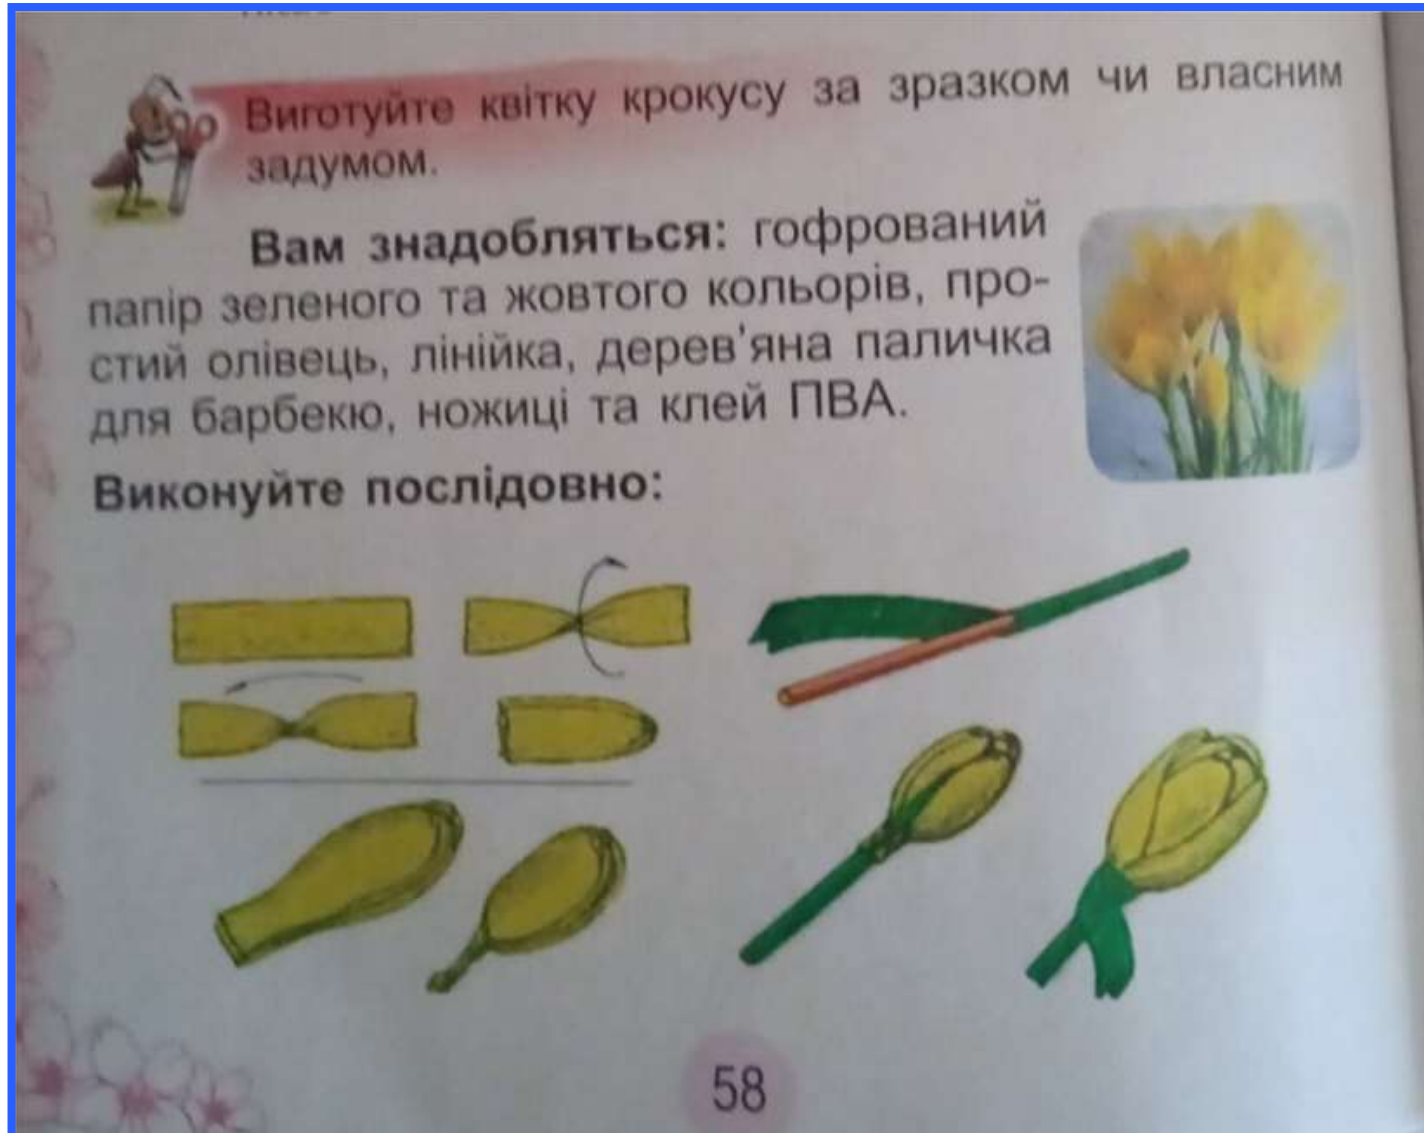 Виготуйте квітку крокусу за зразком чи власним
задумом.
Вам знадобляться: гофрований
папір зеленого та жовтого кольорів, про-
стий олівець, лінійка, дерев'яна паличка
для барбекю, ножиці та клей ПВА.
Виконуйте послідовно:
58